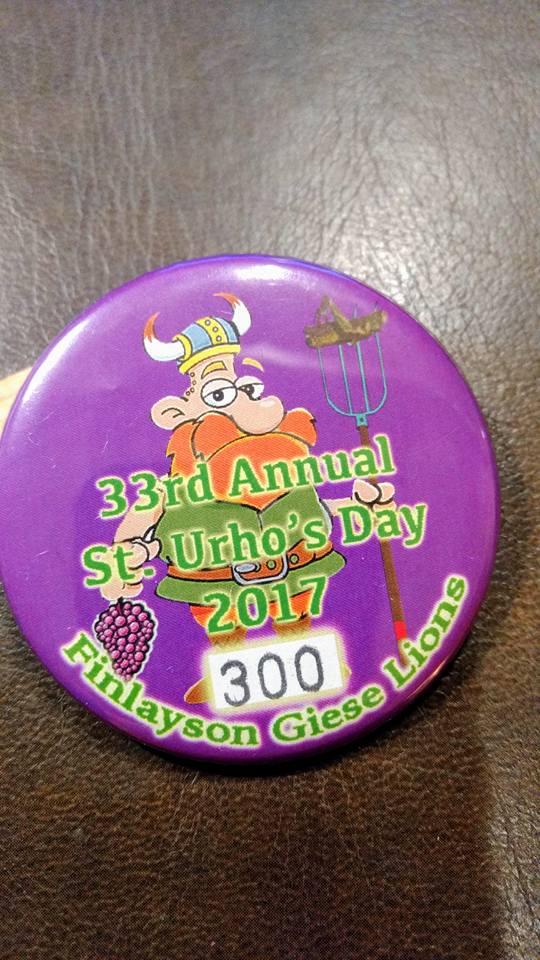 33rd Annual
St. Urho's Day
2017
300
Finlayson Giese Lions